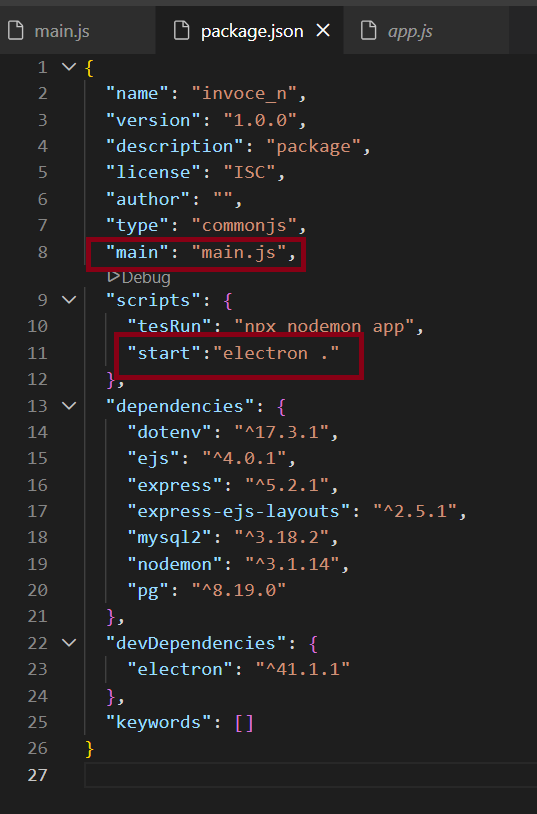 main.js package.json app.js
1 {
2 "name": "invoce_n",
3 "version": "1.0.0",
4 "description": "package",
5 "license": "ISC",
6 "author": "",
7 "type": "commonjs",
8 "main": "main.js",
Debug
9 "scripts": {
10 "tesRun": "npx nodemon app",
11 "start":"electron ."
12 },
13 "dependencies": {
14 "dotenv": "^17.3.1",
15 "ejs": "^4.0.1",
16 "express": "^5.2.1",
17 "express-ejs-layouts": "^2.5.1",
18 "mysql2": "^3.18.2",
19 "nodemon": "^3.1.14",
20 "pg": "^8.19.0"
21 },
22 "devDependencies": {
23 "electron": "^41.1.1"
24 },
25 "keywords": []
26 }
27